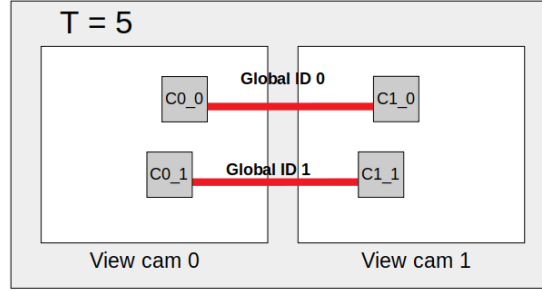 T = 5
Global ID 0
C0_0
C1_0
Global ID 1
C0_1
C1_1
View cam 0
View cam 1